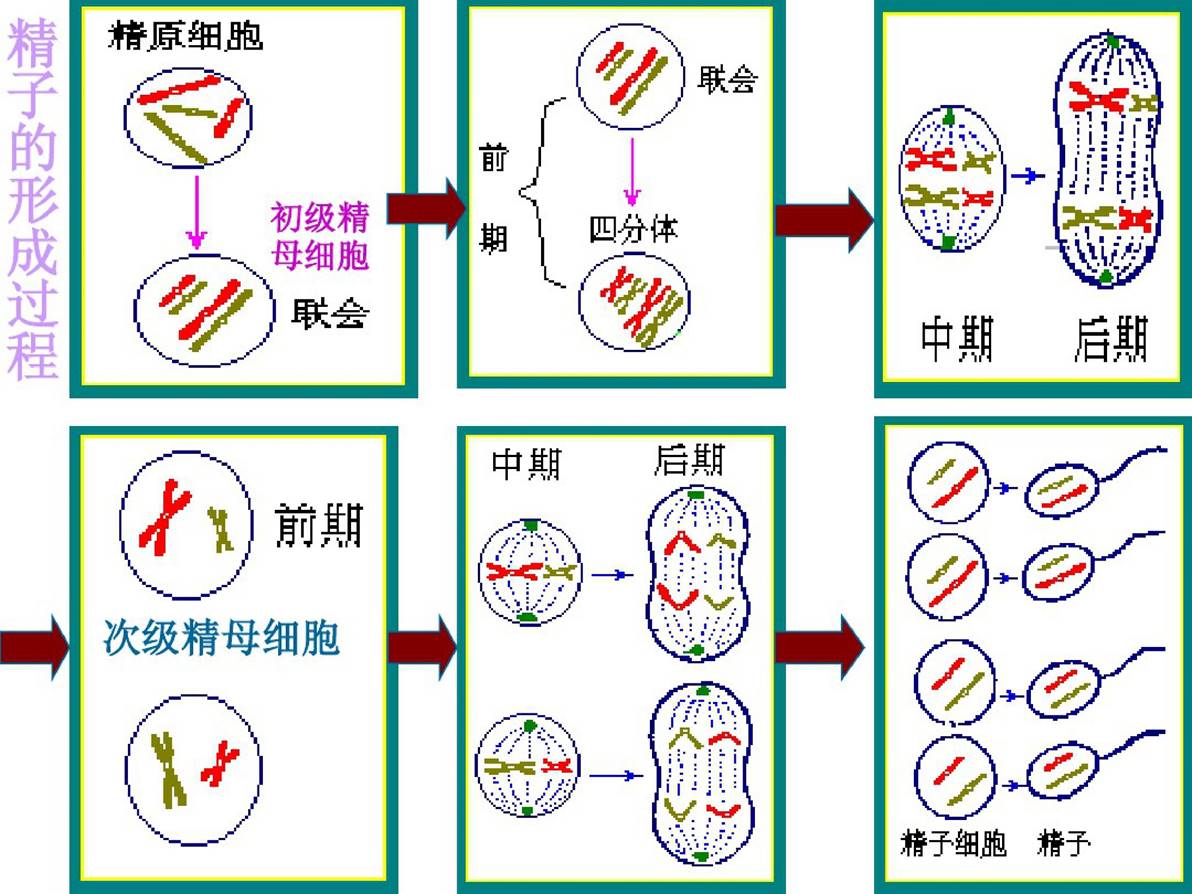 精子的形成过程
精原细胞
初级精
母细胞
联会
联会
前
期
四分体
中期
后期
前期
次级精母细胞
中期
后期
精子细胞
精子